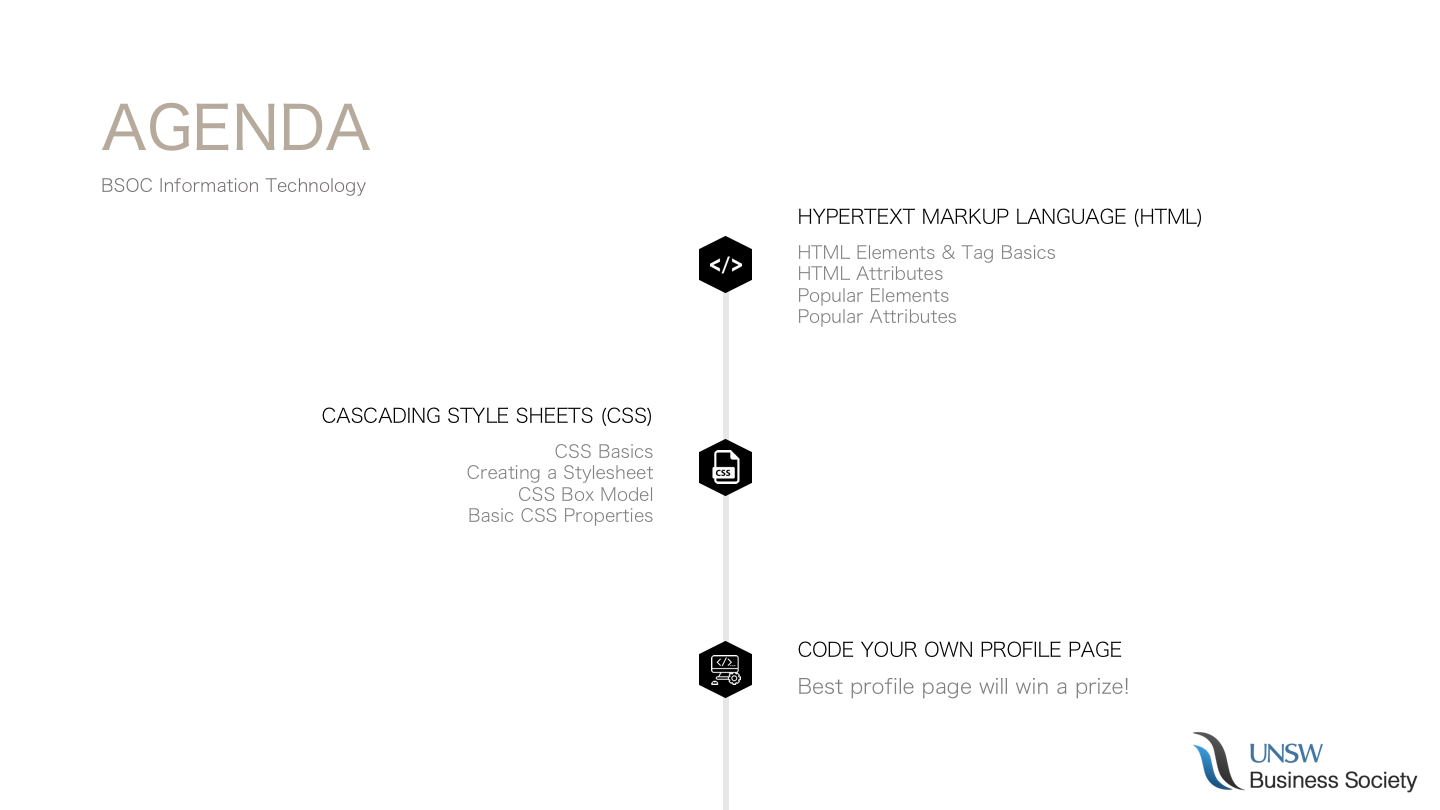 AGENDA
BSOC Information Technology
HYPERTEXT MARKUP LANGUAGE (HTML)
HTML Elements & Tag Basics
HTML Attributes
Popular Elements
Popular Attributes
</>
CASCADING STYLE SHEETS (CSS)
CSS Basics
Creating a Stylesheet
CSS Box Model
Basic CSS Properties
CSS
CODE YOUR OWN PROFILE PAGE
Best profile page will win a prize!
</>
UNSW
Business Society